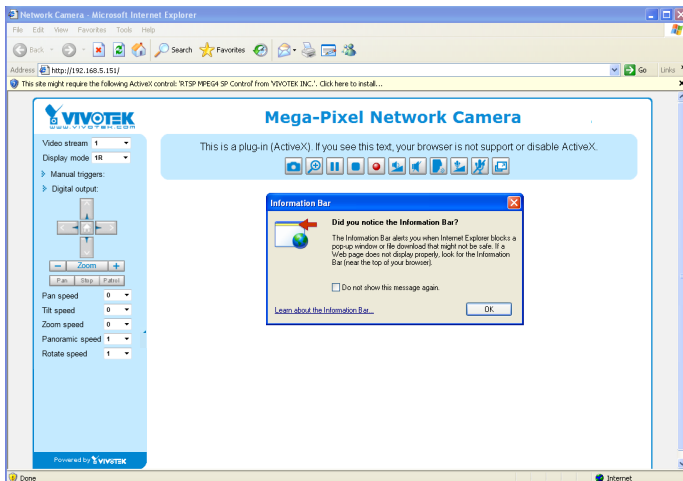 Network Camera - Microsoft Internet Explorer
File Edit View Favorites Tools Help
Back Search Favorites
Address http://192.168.5.151/ Go Links
This site might require the following ActiveX control: 'RTSP MPEG4 SP Control' from 'VIVOTEK INC.'. Click here to install...
VIVOTEK
WWW.VIVOTEK.COM
Mega-Pixel Network Camera
Video stream 1
This is a plug-in (ActiveX). If you see this text, your browser is not support or disable ActiveX.
Display mode 1R
Manual triggers:
Digital output:
Zoom
Pan Stop Patrol
Pan speed 0
Tilt speed 0
Zoom speed 0
Panoramic speed 1
Rotate speed 1
Information Bar
Did you notice the Information Bar?
The Information Bar alerts you when Internet Explorer blocks a
pop-up window or file download that might not be safe. If a
Web page does not display properly, look for the Information
Bar (near the top of your browser).
Do not show this message again.
Learn about the Information Bar...
OK
Powered by VIVOTEK
Done Internet